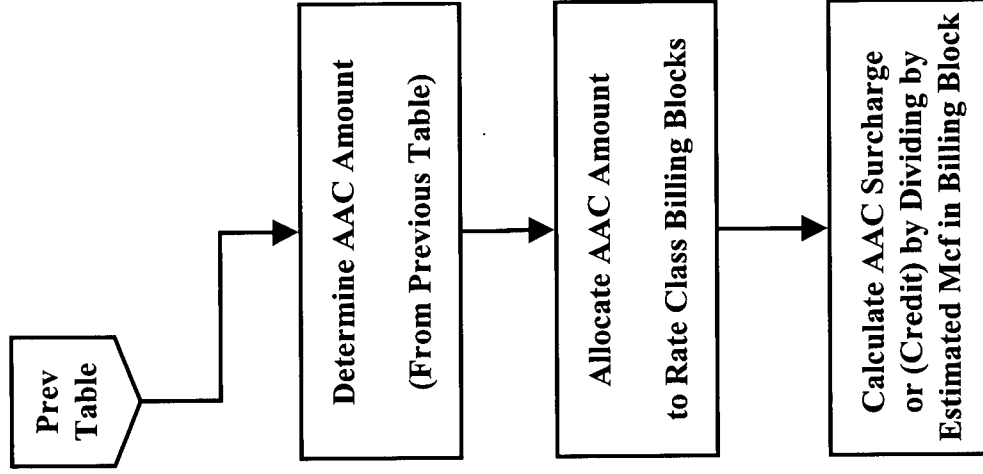 Prev
Table
Determine AAC Amount
(From Previous Table)
Allocate AAC Amount
to Rate Class Billing Blocks
Calculate AAC Surcharge
or (Credit) by Dividing by
Estimated Mcf in Billing Block